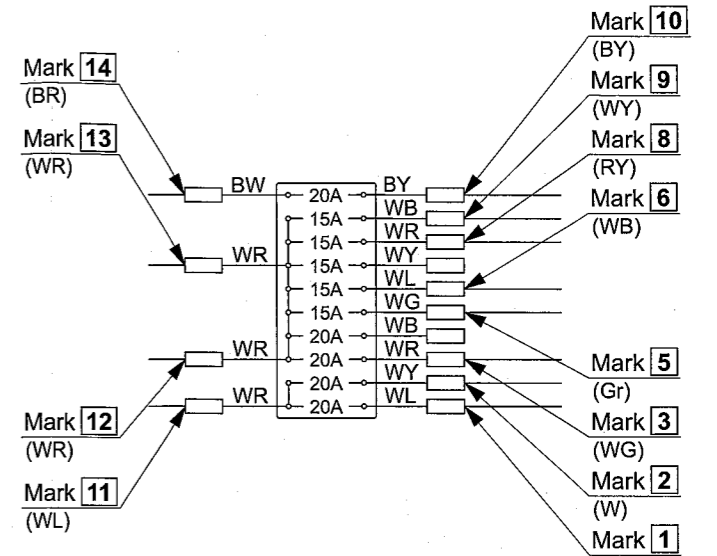 Mark 10
(BY)
Mark 14
(BR)
Mark 9
(WY)
Mark 13
(WR)
Mark 8
(RY)
BW 20A BY
Mark 6
(WB)
15A WB
15A WR
WR 15A WY
15A WL
15A WG
20A WB
WR 20A WR
Mark 5
(Gr)
20A WY
WR 20A WL
Mark 12
(WR)
Mark 3
(WG)
Mark 11
(WL)
Mark 2
(W)
Mark 1